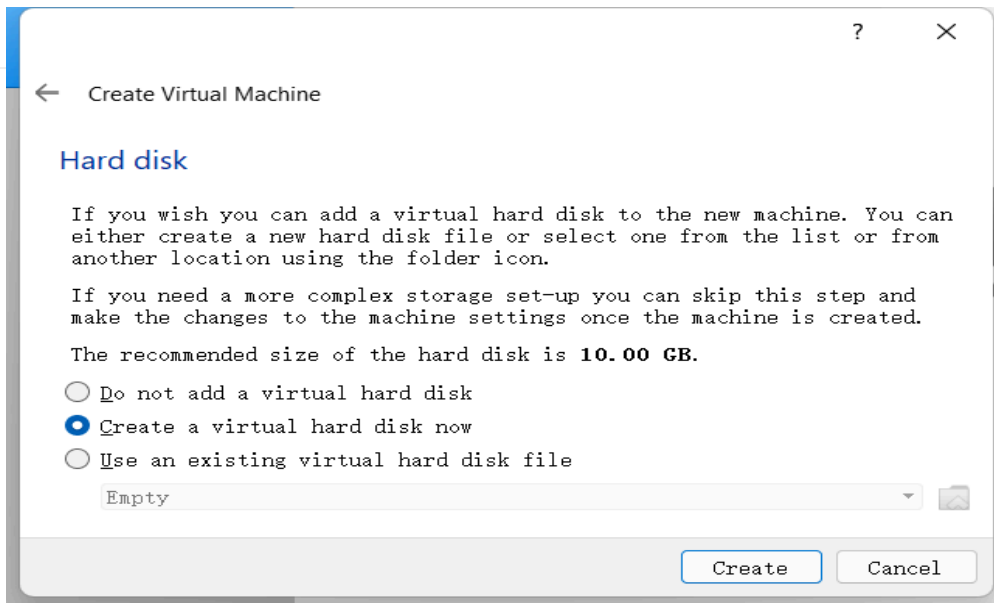 ?
Create Virtual Machine
Hard disk
If you wish you can add a virtual hard disk to the new machine. You can
either create a new hard disk file or select one from the list or from
another location using the folder icon.
If you need a more complex storage set-up you can skip this step and
make the changes to the machine settings once the machine is created.
The recommended size of the hard disk is 10.00 GB.
Do not add a virtual hard disk
Create a virtual hard disk now
Use an existing virtual hard disk file
Empty
Create Cancel